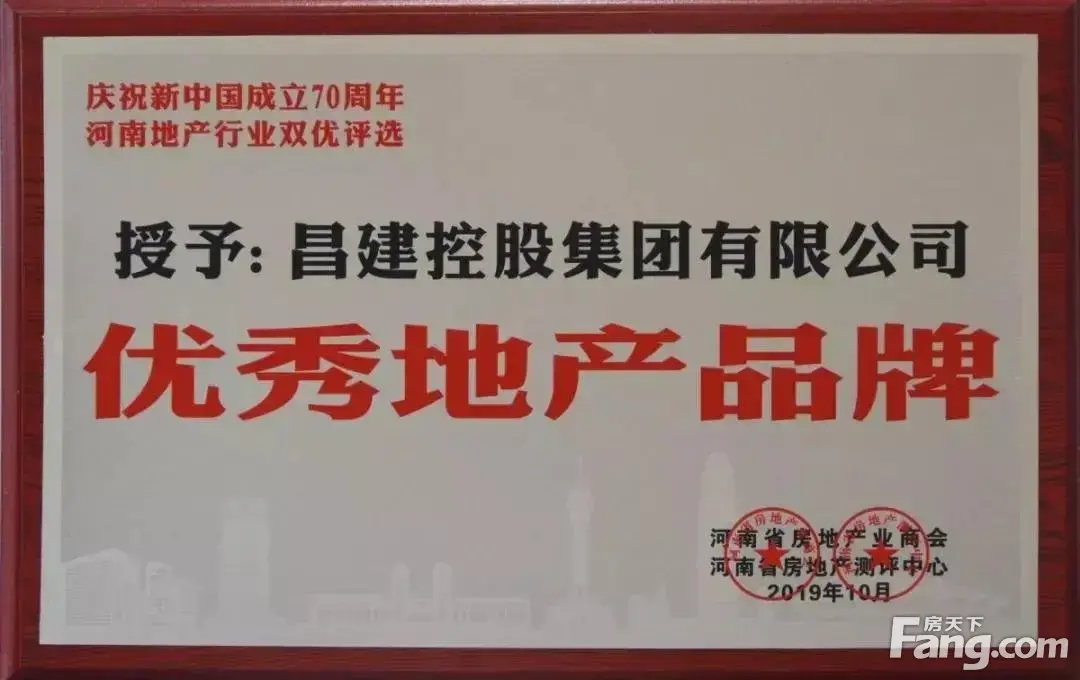 庆祝新中国成立70周年
河南地产行业双优评选
授予: 昌建控股集团有限公司
优秀地产品牌
河南省房地产业商会
河南省房地产测评中心
2019年10月
房天下
Fang.com